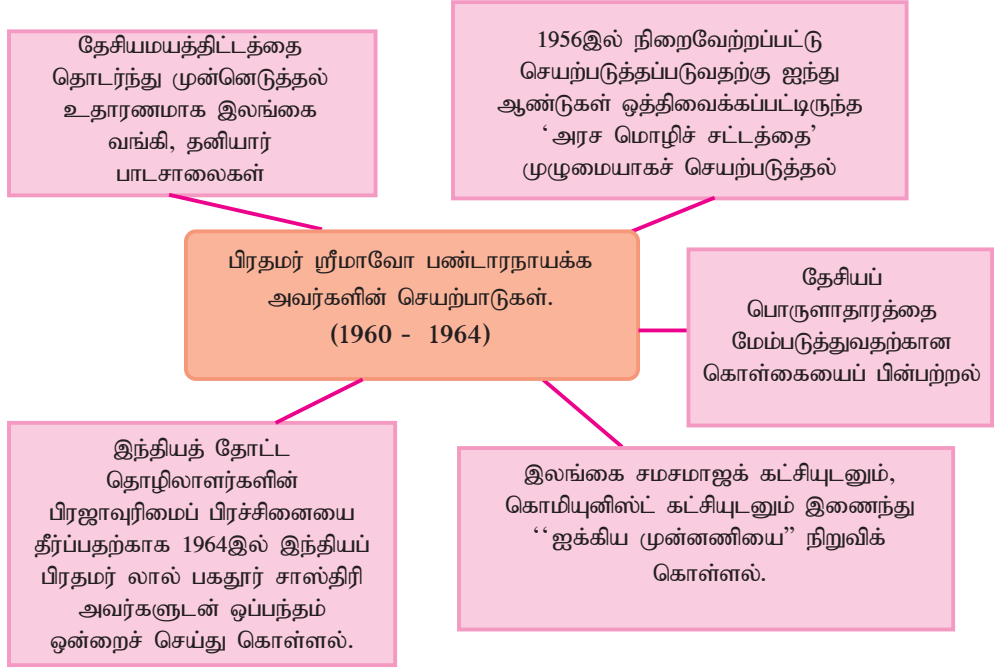 தேசியமயத்திட்டத்தை
தொடர்ந்து முன்னெடுத்தல்
உதாரணமாக இலங்கை
வங்கி, தனியார்
பாடசாலைகள்
1956இல் நிறைவேற்றப்பட்டு
செயற்படுத்தப்படுவதற்கு ஐந்து
ஆண்டுகள் ஒத்திவைக்கப்பட்டிருந்த
‘அரச மொழிச் சட்டத்தை’
முழுமையாகச் செயற்படுத்தல்
பிரதமர் ஸ்ரீமாவோ பண்டாரநாயக்க
அவர்களின் செயற்பாடுகள்.
(1960 - 1964)
தேசியப்
பொருளாதாரத்தை
மேம்படுத்துவதற்கான
கொள்கையைப் பின்பற்றல்
இந்தியத் தோட்ட
தொழிலாளர்களின்
பிரஜாவுரிமைப் பிரச்சினையை
தீர்ப்பதற்காக 1964இல் இந்தியப்
பிரதமர் லால் பகதூர் சாஸ்திரி
அவர்களுடன் ஒப்பந்தம்
ஒன்றைச் செய்து கொள்ளல்.
இலங்கை சமசமாஜக் கட்சியுடனும்,
கொமியுனிஸ்ட் கட்சியுடனும் இணைந்து
‘‘ஐக்கிய முன்னணியை” நிறுவிக்
கொள்ளல்.